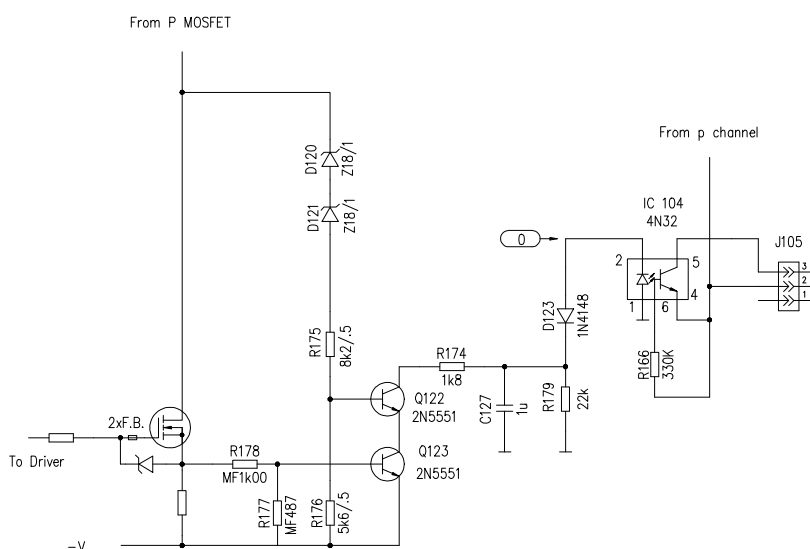 From P MOSFET
D120
Z18/1
D121
Z18/1
From p channel
IC 104
4N32
J105
0
2
5
1
6
4
3
2
1
D123
1N4148
R166
330K
R175
8k2/.5
R174
1k8
Q122
2N5551
C127
1u
R179
22k
2xF.B.
To Driver
R178
MF1k00
Q123
2N5551
R177
MF487
R176
5k6/.5
-V